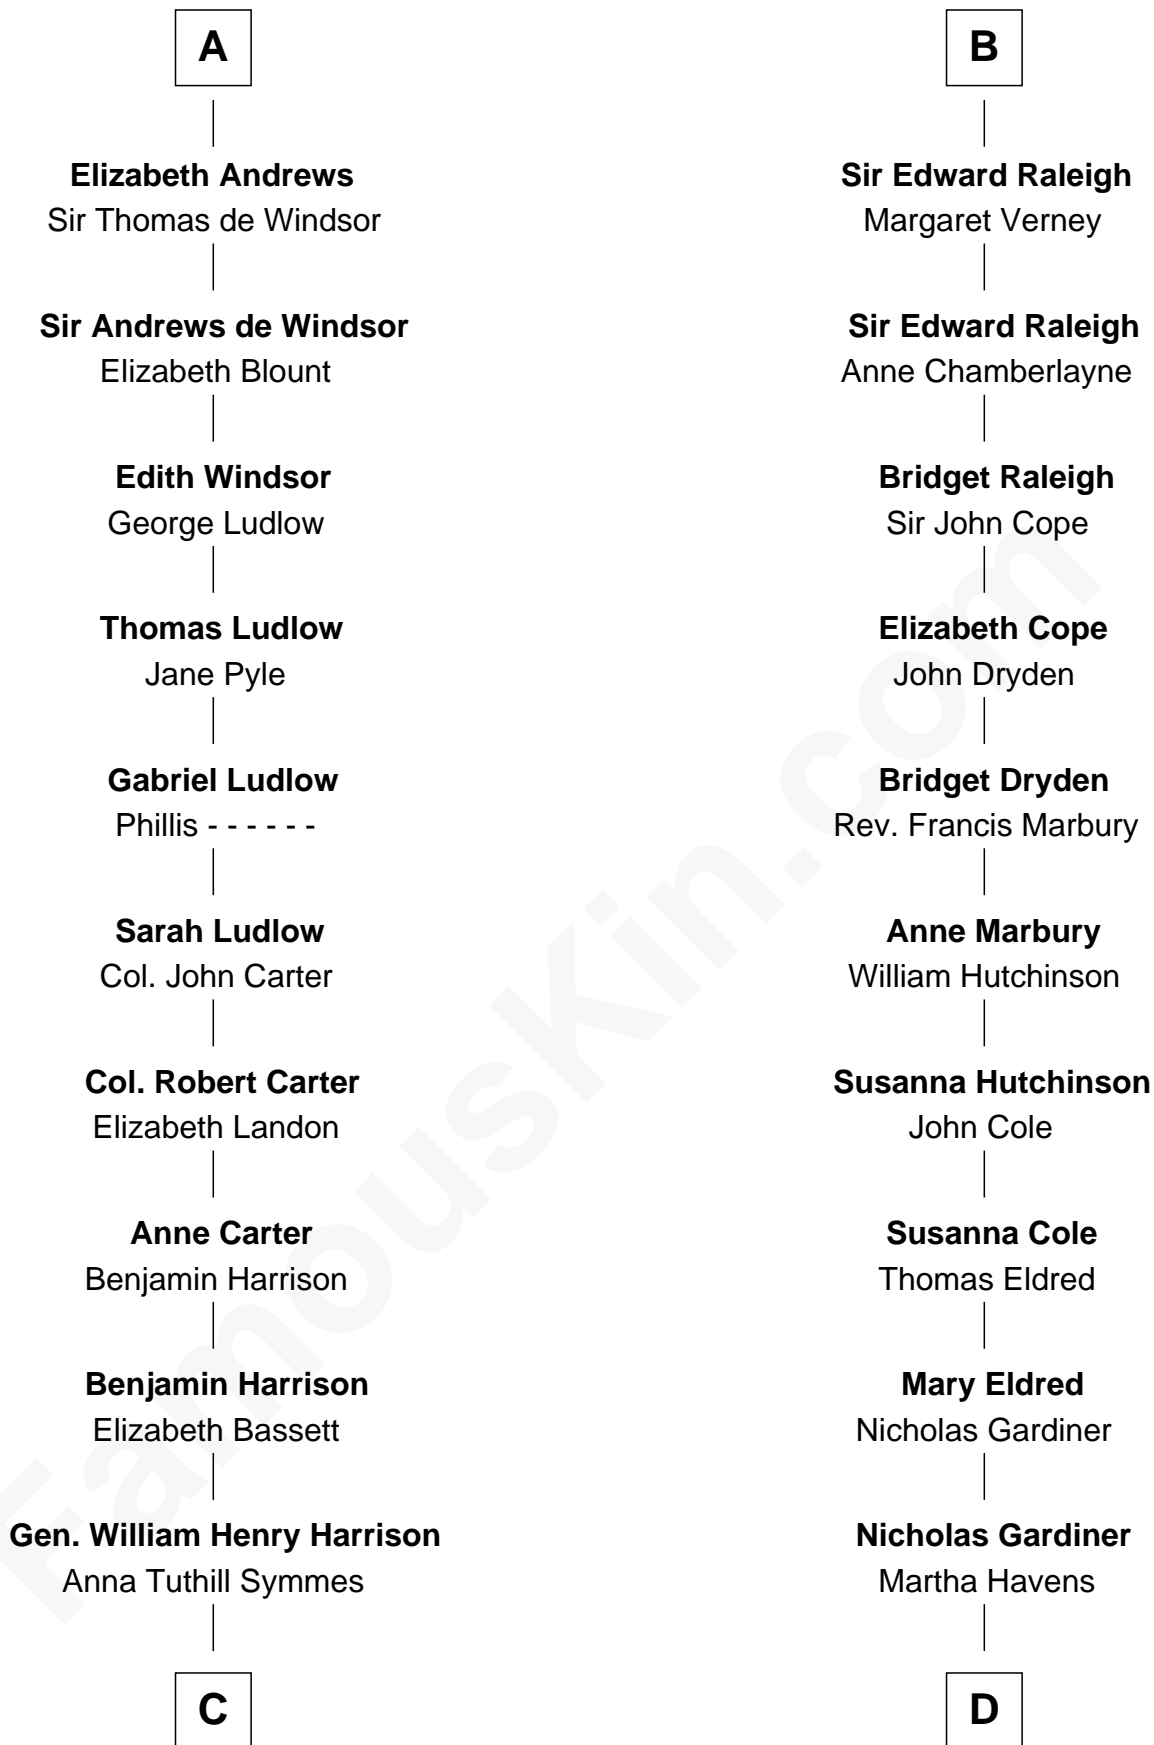 A
Elizabeth Andrews
Sir Thomas de Windsor
Sir Andrews de Windsor
Elizabeth Blount
Edith Windsor
George Ludlow
Thomas Ludlow
Jane Pyle
Gabriel Ludlow
Phillis - - - - - -
Sarah Ludlow
Col. John Carter
Col. Robert Carter
Elizabeth Landon
Anne Carter
Benjamin Harrison
Benjamin Harrison
Elizabeth Bassett
Gen. William Henry Harrison
Anna Tuthill Symmes
C
B
Sir Edward Raleigh
Margaret Verney
Sir Edward Raleigh
Anne Chamberlayne
Bridget Raleigh
Sir John Cope
Elizabeth Cope
John Dryden
Bridget Dryden
Rev. Francis Marbury
Anne Marbury
William Hutchinson
Susanna Hutchinson
John Cole
Susanna Cole
Thomas Eldred
Mary Eldred
Nicholas Gardiner
Nicholas Gardiner
Martha Havens
D
FamousKin.com